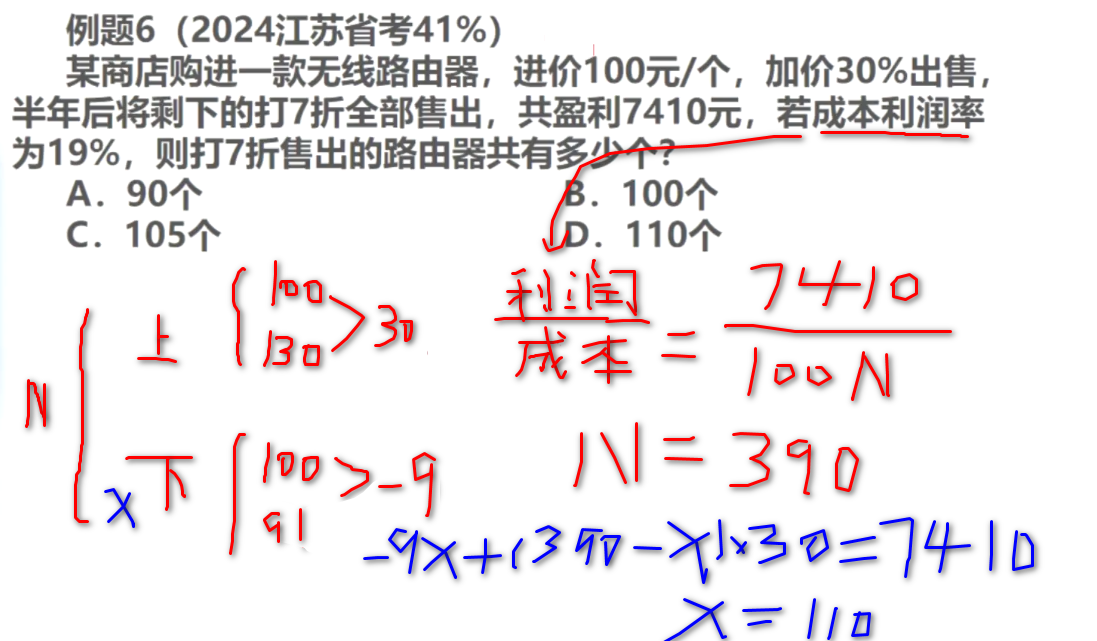 例题6（2024江苏省考41%）
某商店购进一款无线路由器，进价100元/个，加价30%出售，
半年后将剩下的打7折全部售出，共盈利7410元，若成本利润率
为19%，则打7折售出的路由器共有多少个？
A．90个 B．100个
C．105个 D．110个
N
上 100 130 > 30
x 下 100 91 > -9
利润/成本 = 7410/100N
N = 390
-9x+(390-x)×30=7410
x = 110